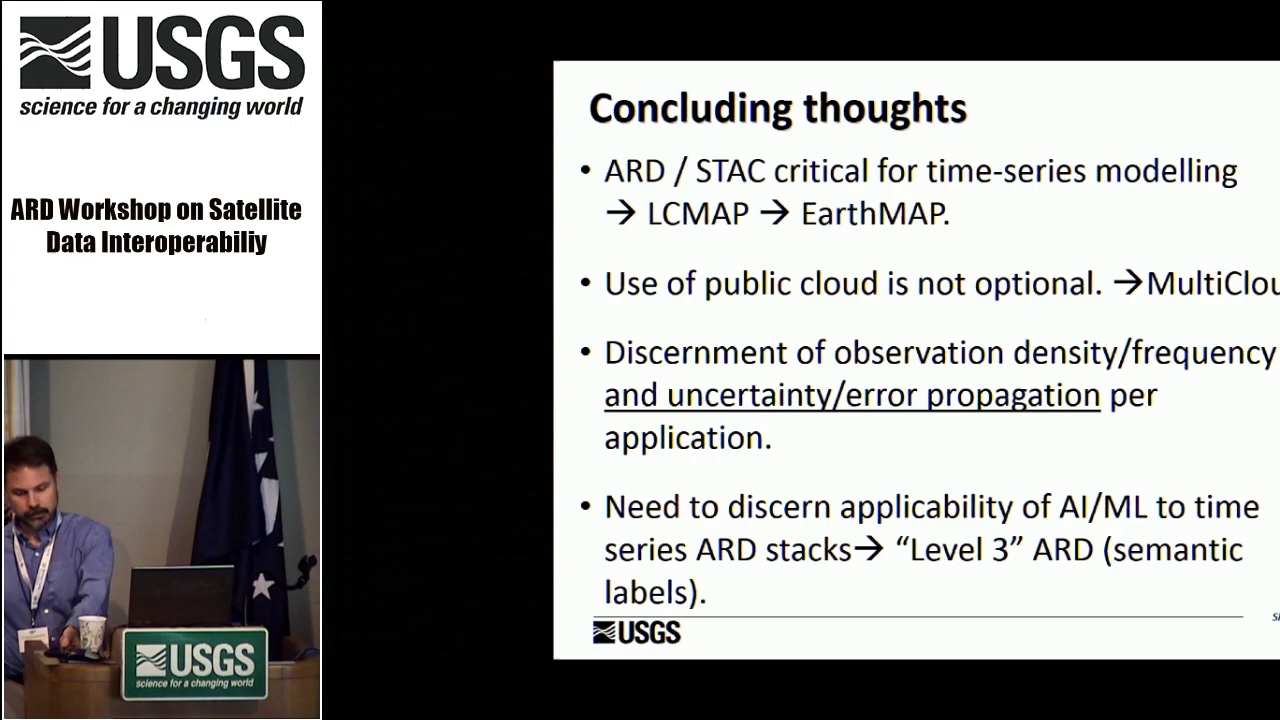 USGS
science for a changing world
ARD Workshop on Satellite
Data Interoperabiliy
USGS
science for a changing world
Concluding thoughts
• ARD / STAC critical for time-series modelling
→ LCMAP → EarthMAP.
• Use of public cloud is not optional. →MultiClou
• Discernment of observation density/frequency
and uncertainty/error propagation per
application.
• Need to discern applicability of AI/ML to time
series ARD stacks→ “Level 3” ARD (semantic
labels).
USGS